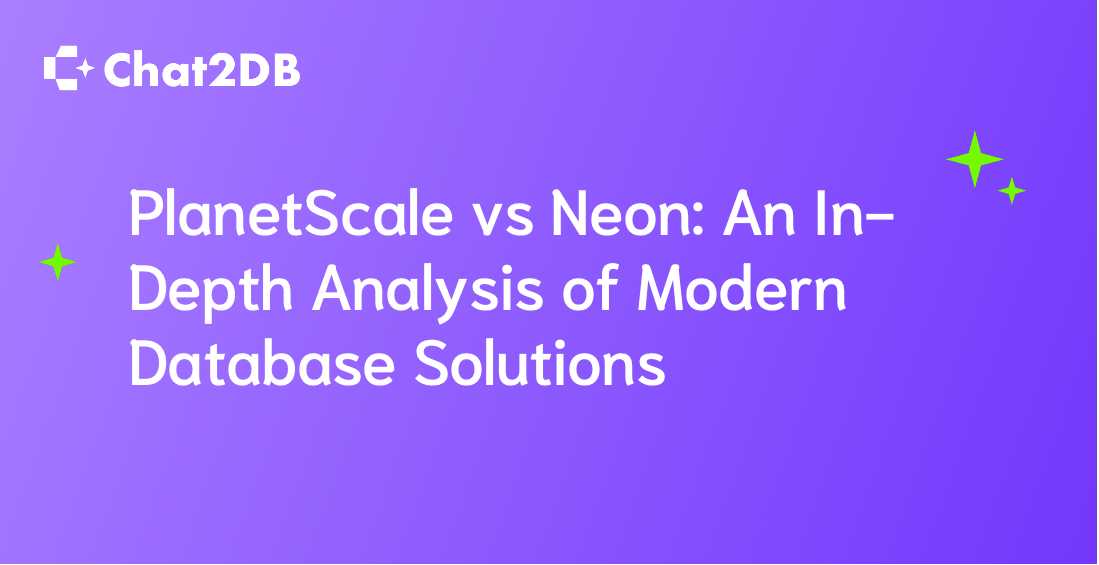 Chat2DB
PlanetScale vs Neon: An In-
Depth Analysis of Modern
Database Solutions